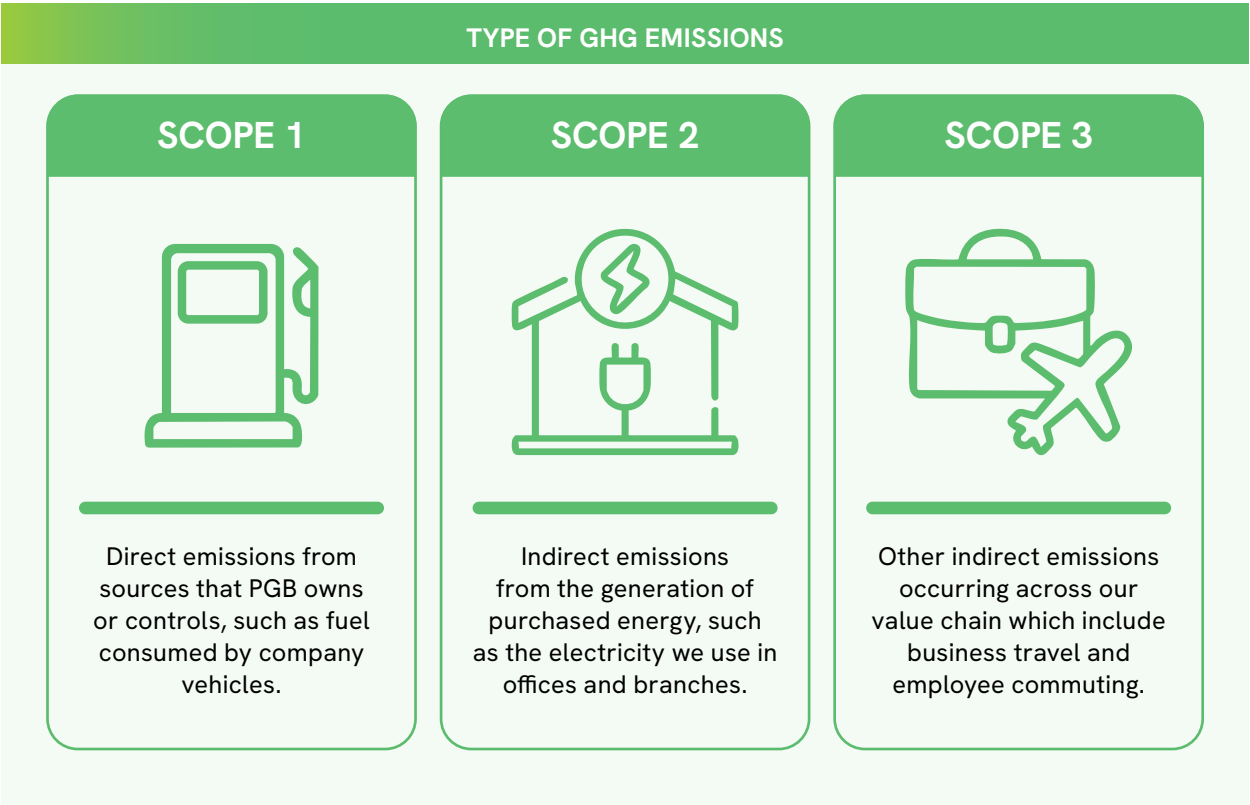 TYPE OF GHG EMISSIONS
SCOPE 1
Direct emissions from
sources that PGB owns
or controls, such as fuel
consumed by company
vehicles.
SCOPE 2
Indirect emissions
from the generation of
purchased energy, such
as the electricity we use in
offices and branches.
SCOPE 3
Other indirect emissions
occurring across our
value chain which include
business travel and
employee commuting.